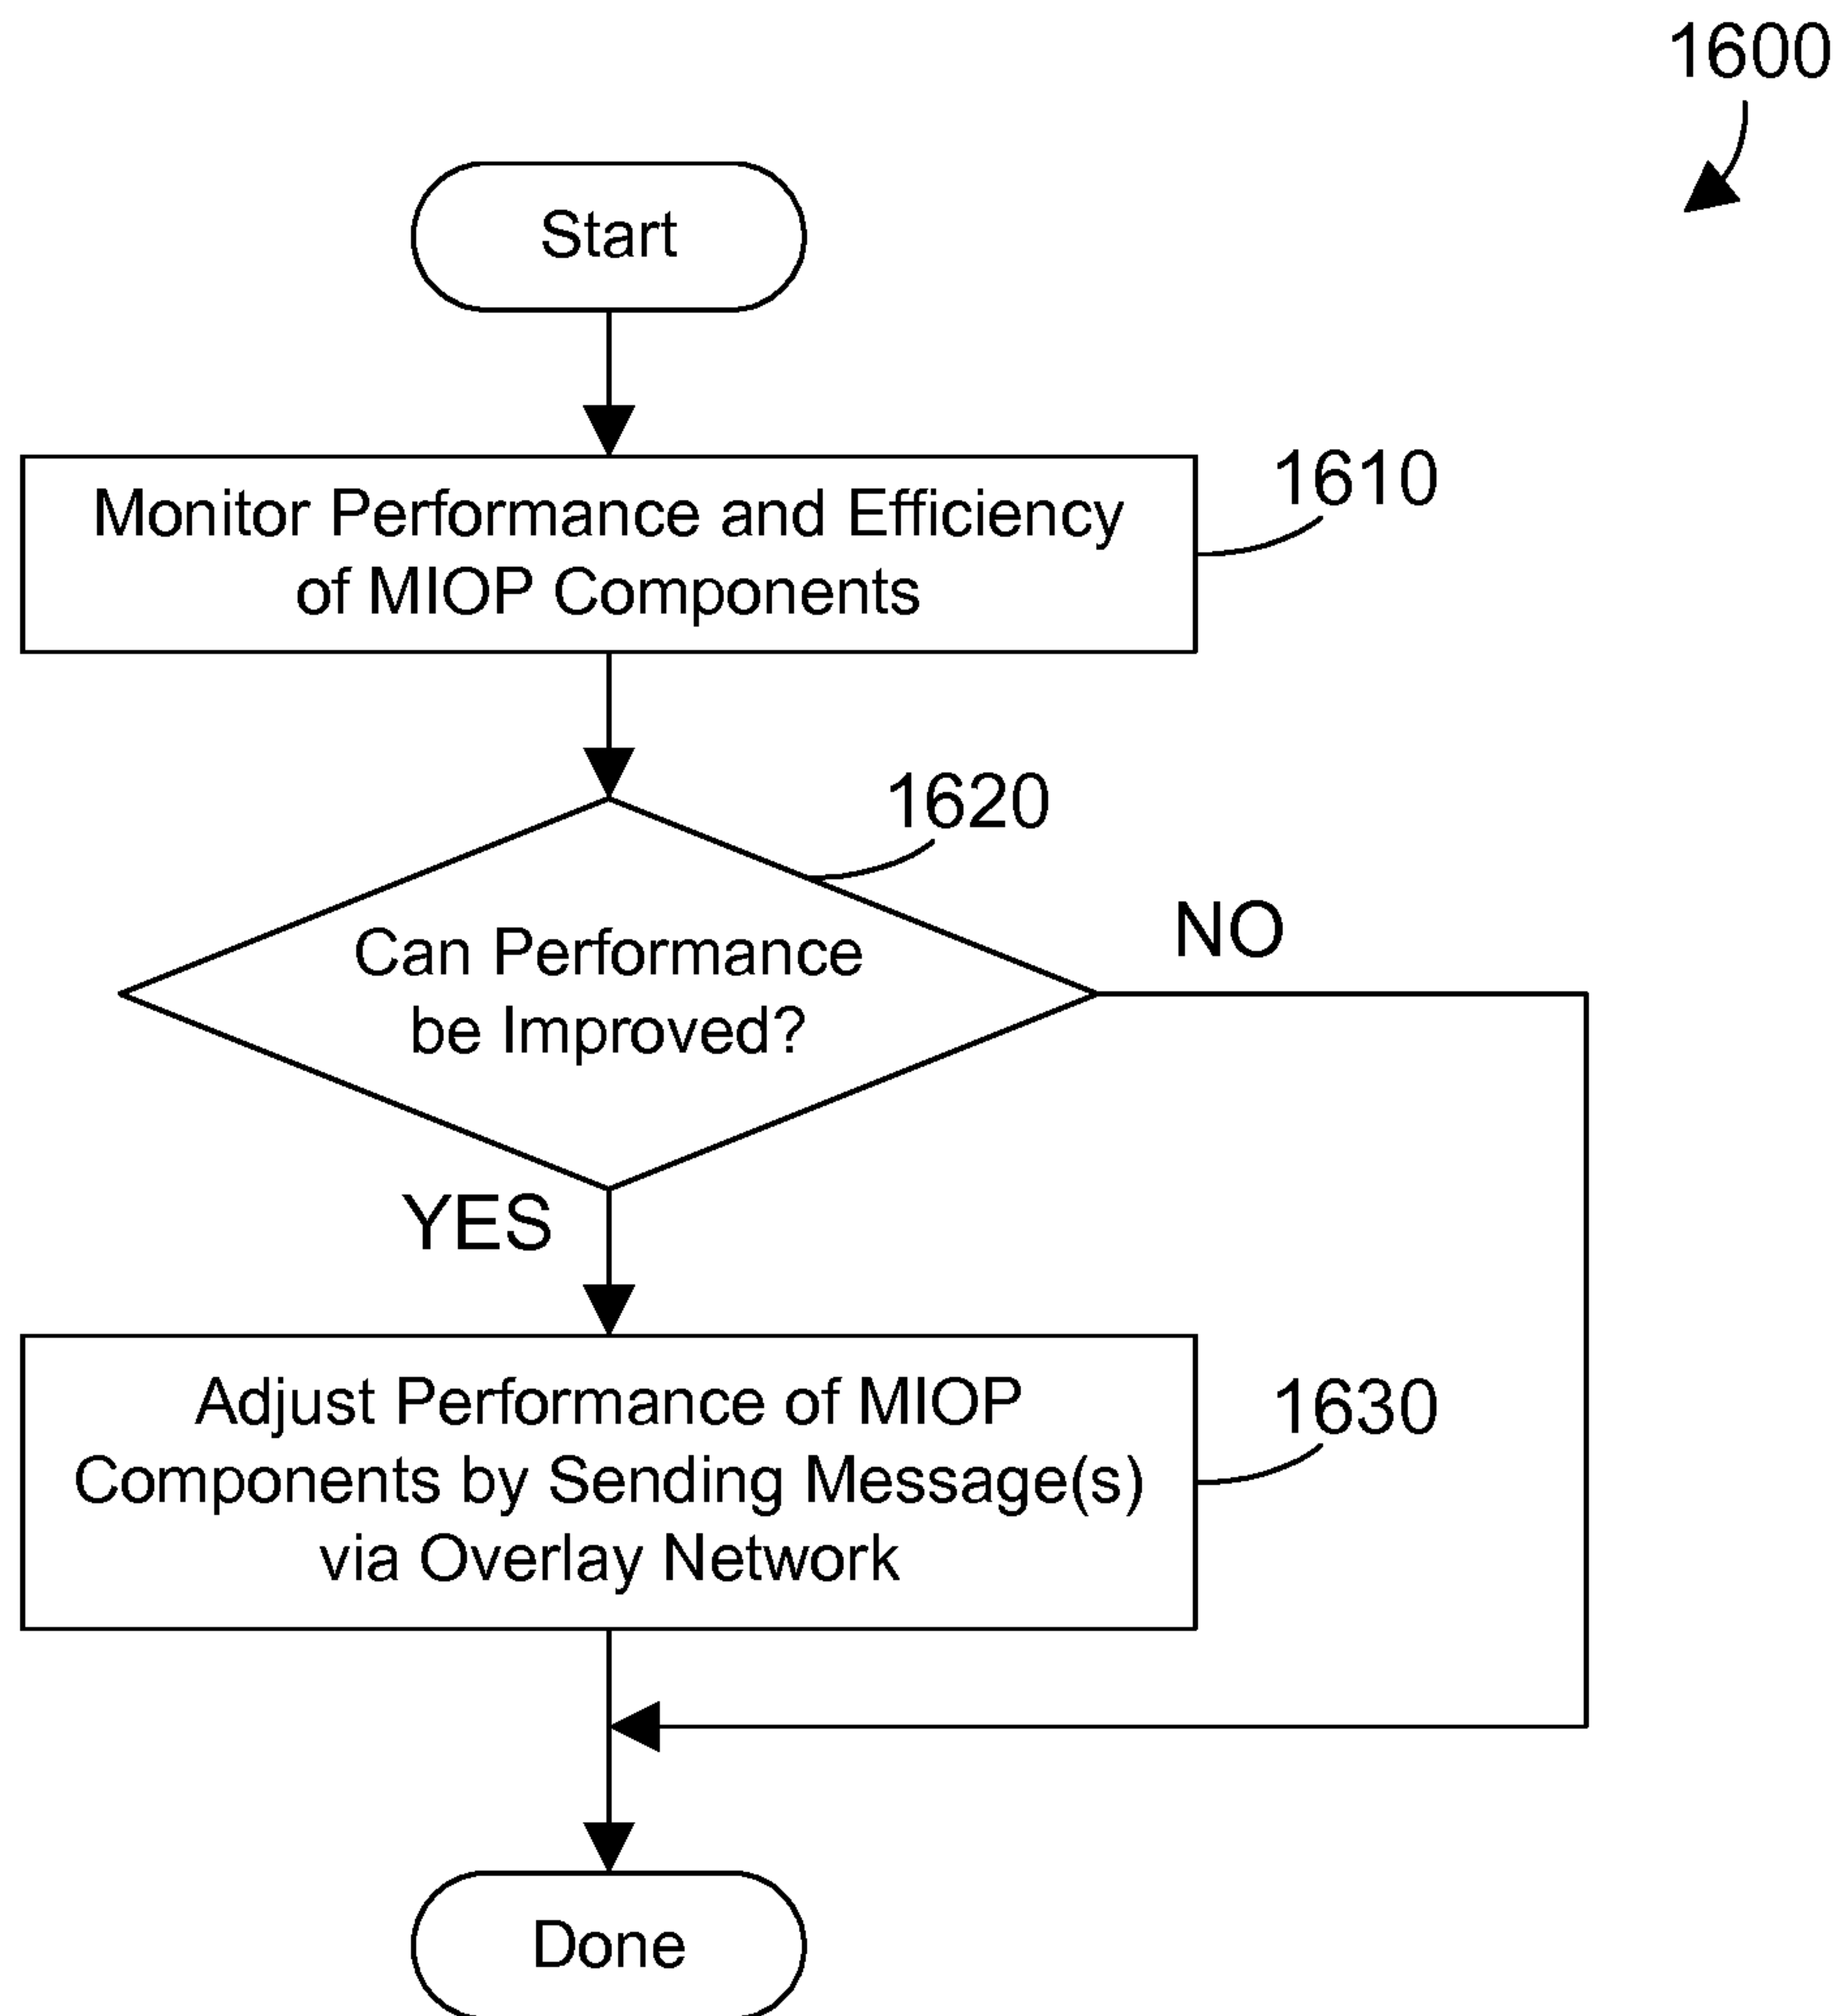 1600
Start
Monitor Performance and Efficiency
of MIOP Components
1610
1620
Can Performance
be Improved?
NO
YES
Adjust Performance of MIOP
Components by Sending Message(s)
via Overlay Network
1630
Done